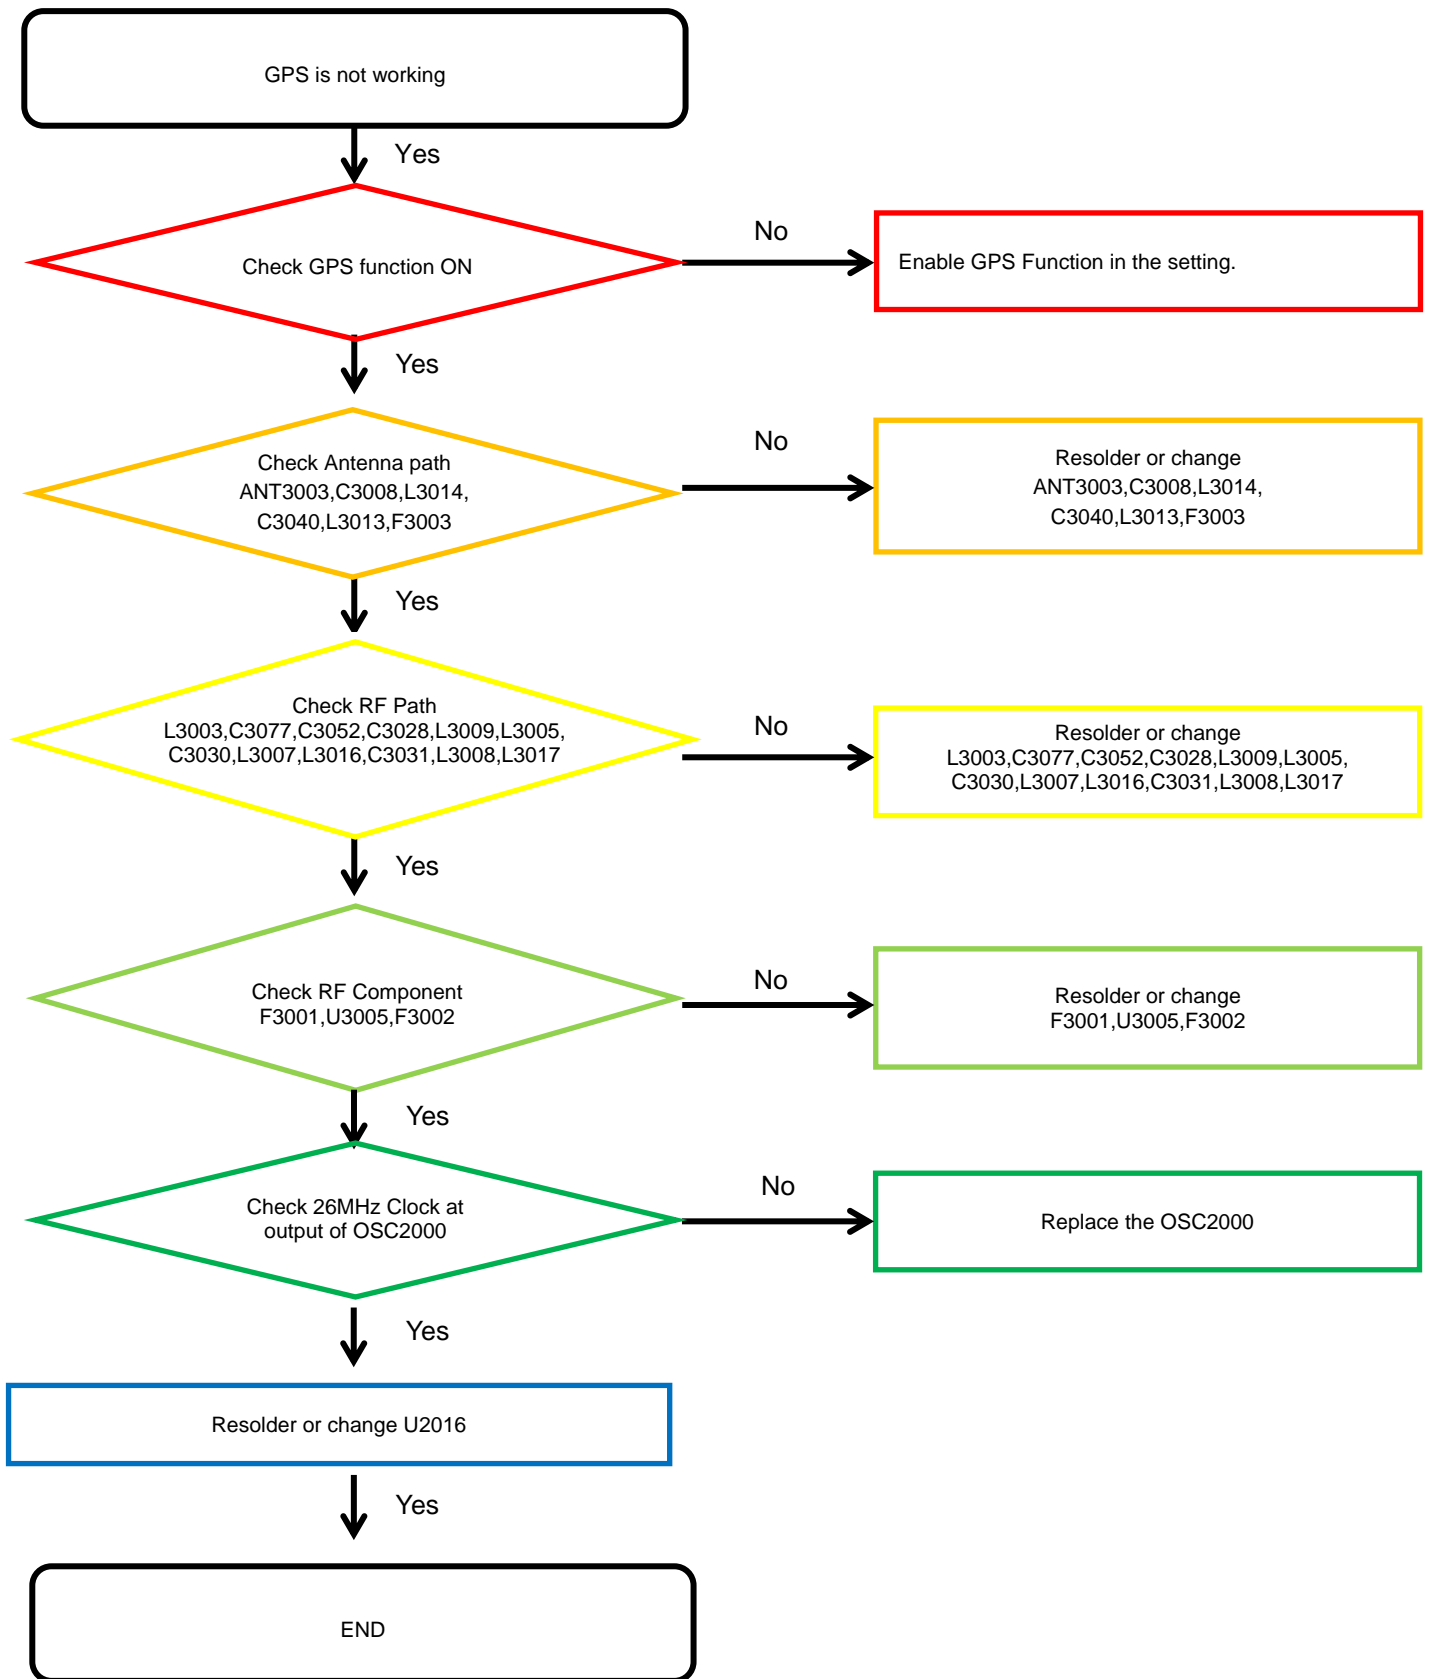 GPS is not working
Yes
Check GPS function ON
No
Enable GPS Function in the setting.
Yes
Check Antenna path
ANT3003,C3008,L3014,
C3040,L3013,F3003
No
Resolder or change
ANT3003,C3008,L3014,
C3040,L3013,F3003
Yes
Check RF Path
L3003,C3077,C3052,C3028,L3009,L3005,
C3030,L3007,L3016,C3031,L3008,L3017
No
Resolder or change
L3003,C3077,C3052,C3028,L3009,L3005,
C3030,L3007,L3016,C3031,L3008,L3017
Yes
Check RF Component
F3001,U3005,F3002
No
Resolder or change
F3001,U3005,F3002
Yes
Check 26MHz Clock at
output of OSC2000
No
Replace the OSC2000
Yes
Resolder or change U2016
Yes
END